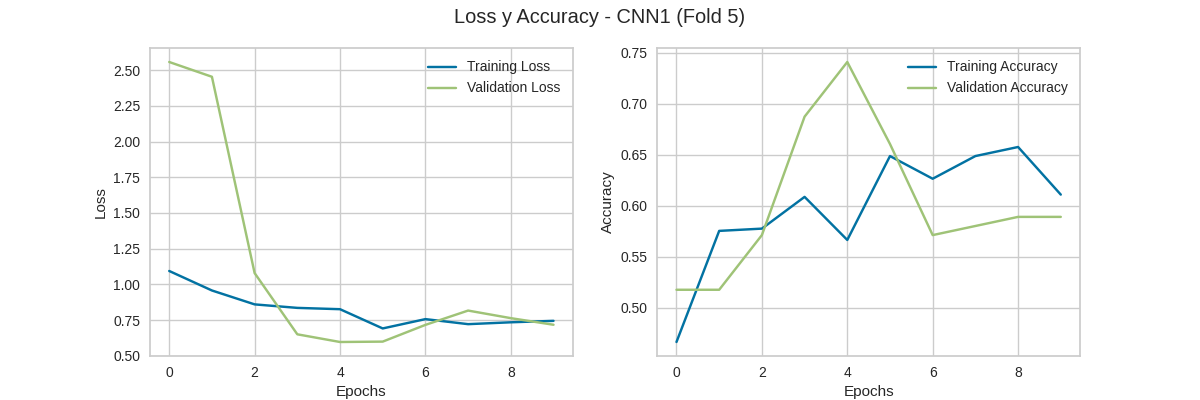 Loss y Accuracy - CNN1 (Fold 5)
Training Loss
Validation Loss
2.50
2.25
2.00
1.75
1.50
1.25
1.00
0.75
0.50
Loss
0 2 4 6 8
Epochs
Training Accuracy
Validation Accuracy
0.75
0.70
0.65
0.60
0.55
0.50
Accuracy
0 2 4 6 8
Epochs